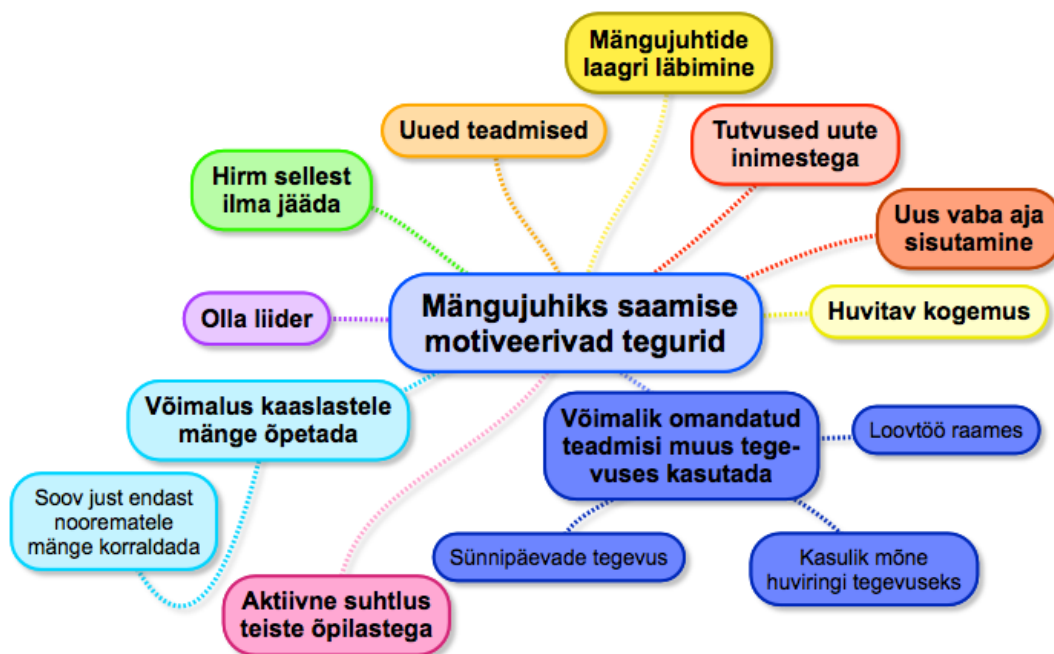 Mängujuhtide
laagri läbimine
Uued teadmised
Tutvused uute
inimestega
Hirm sellest
ilma jääda
Uus vaba aja
sisutamine
Olla liider
Mängujuhiks saamise
motiveerivad tegurid
Huvitav kogemus
Võimalus kaaslastele
mänge õpetada
Võimalik omandatud
teadmisi muus tege-
vuses kasutada
Loovtöö raames
Soov just endast
noorematele
mänge korraldada
Sünnipäevade tegevus
Kasulik mõne
huviringi tegevuseks
Aktiivne suhtlus
teiste õpilastega